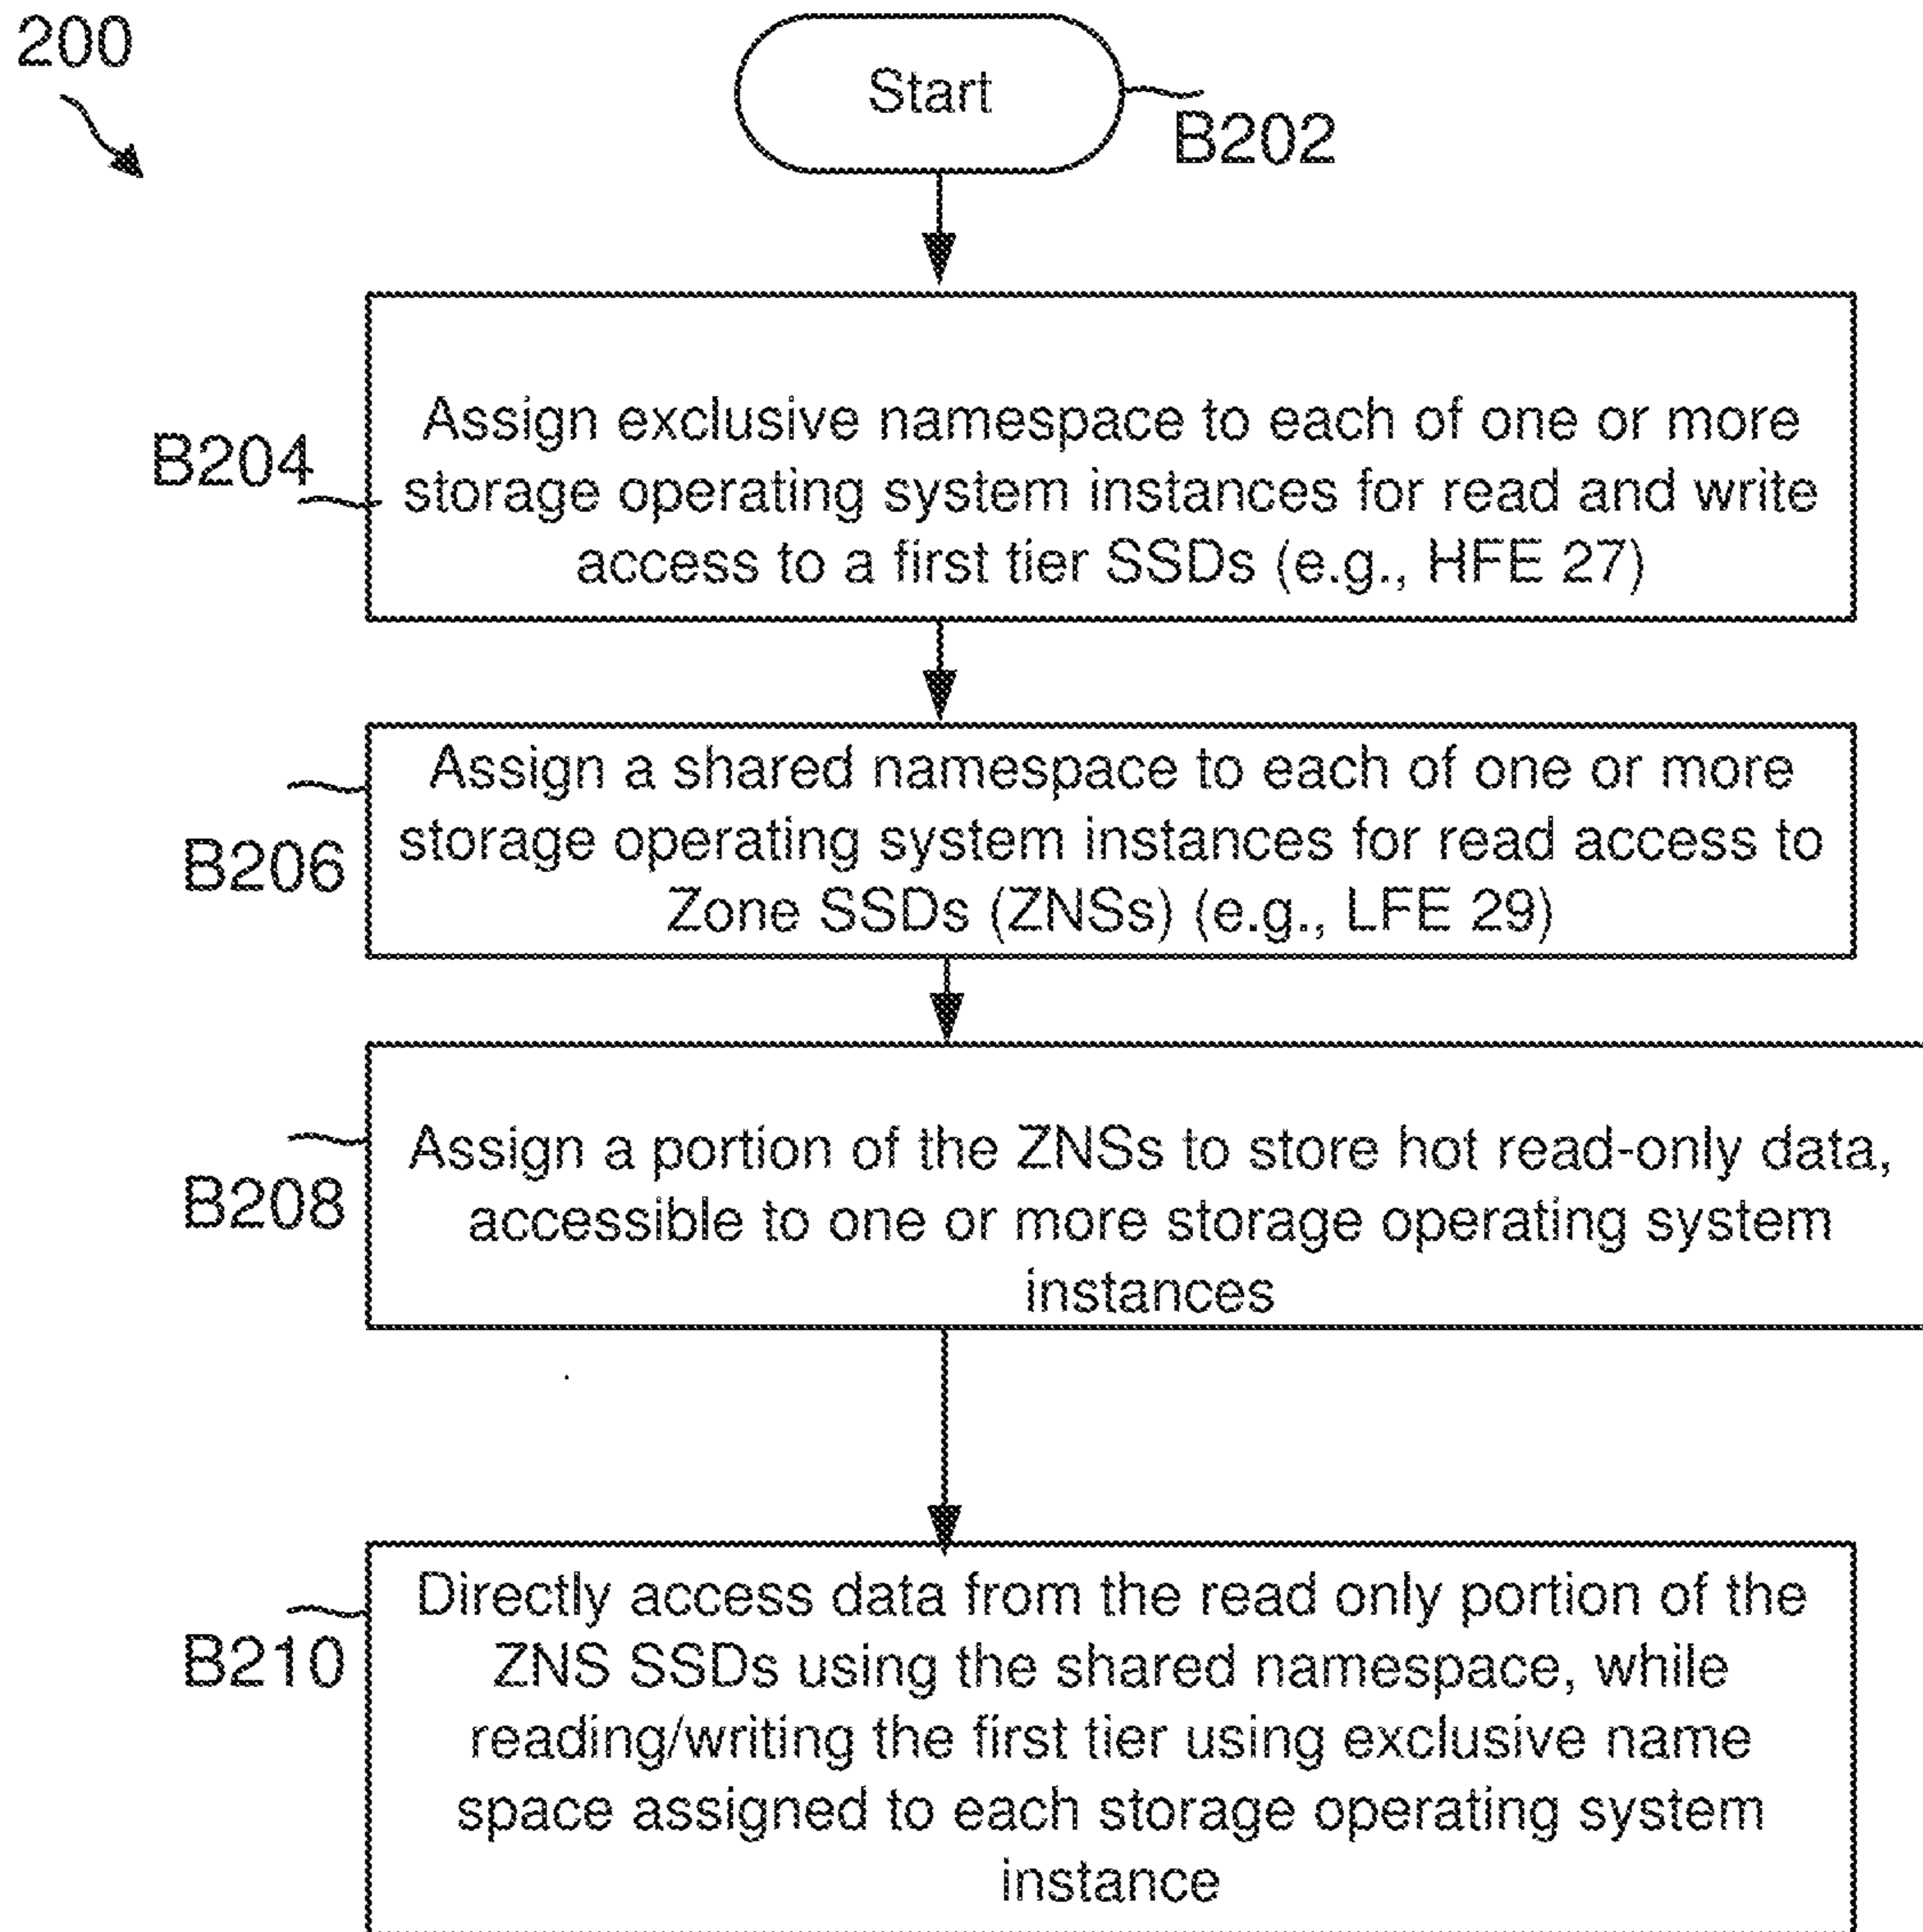 200
Start
B202
Assign exclusive namespace to each of one or more
B204
storage operating system instances for read and write
access to a first tier SSDs (e.g., HFE 27)
Assign a shared namespace to each of one or more
storage operating system instances for read access to
B206
Zone SSDs (ZNSs) (e.g., LFE 29)
Assign a portion of the ZNSs to store hot read-only data,
B208
accessible to one or more storage operating system
instances
Directly access data from the read only portion of the
B210
ZNS SSDs using the shared namespace, while
reading/writing the first tier using exclusive name
space assigned to each storage operating system
instance